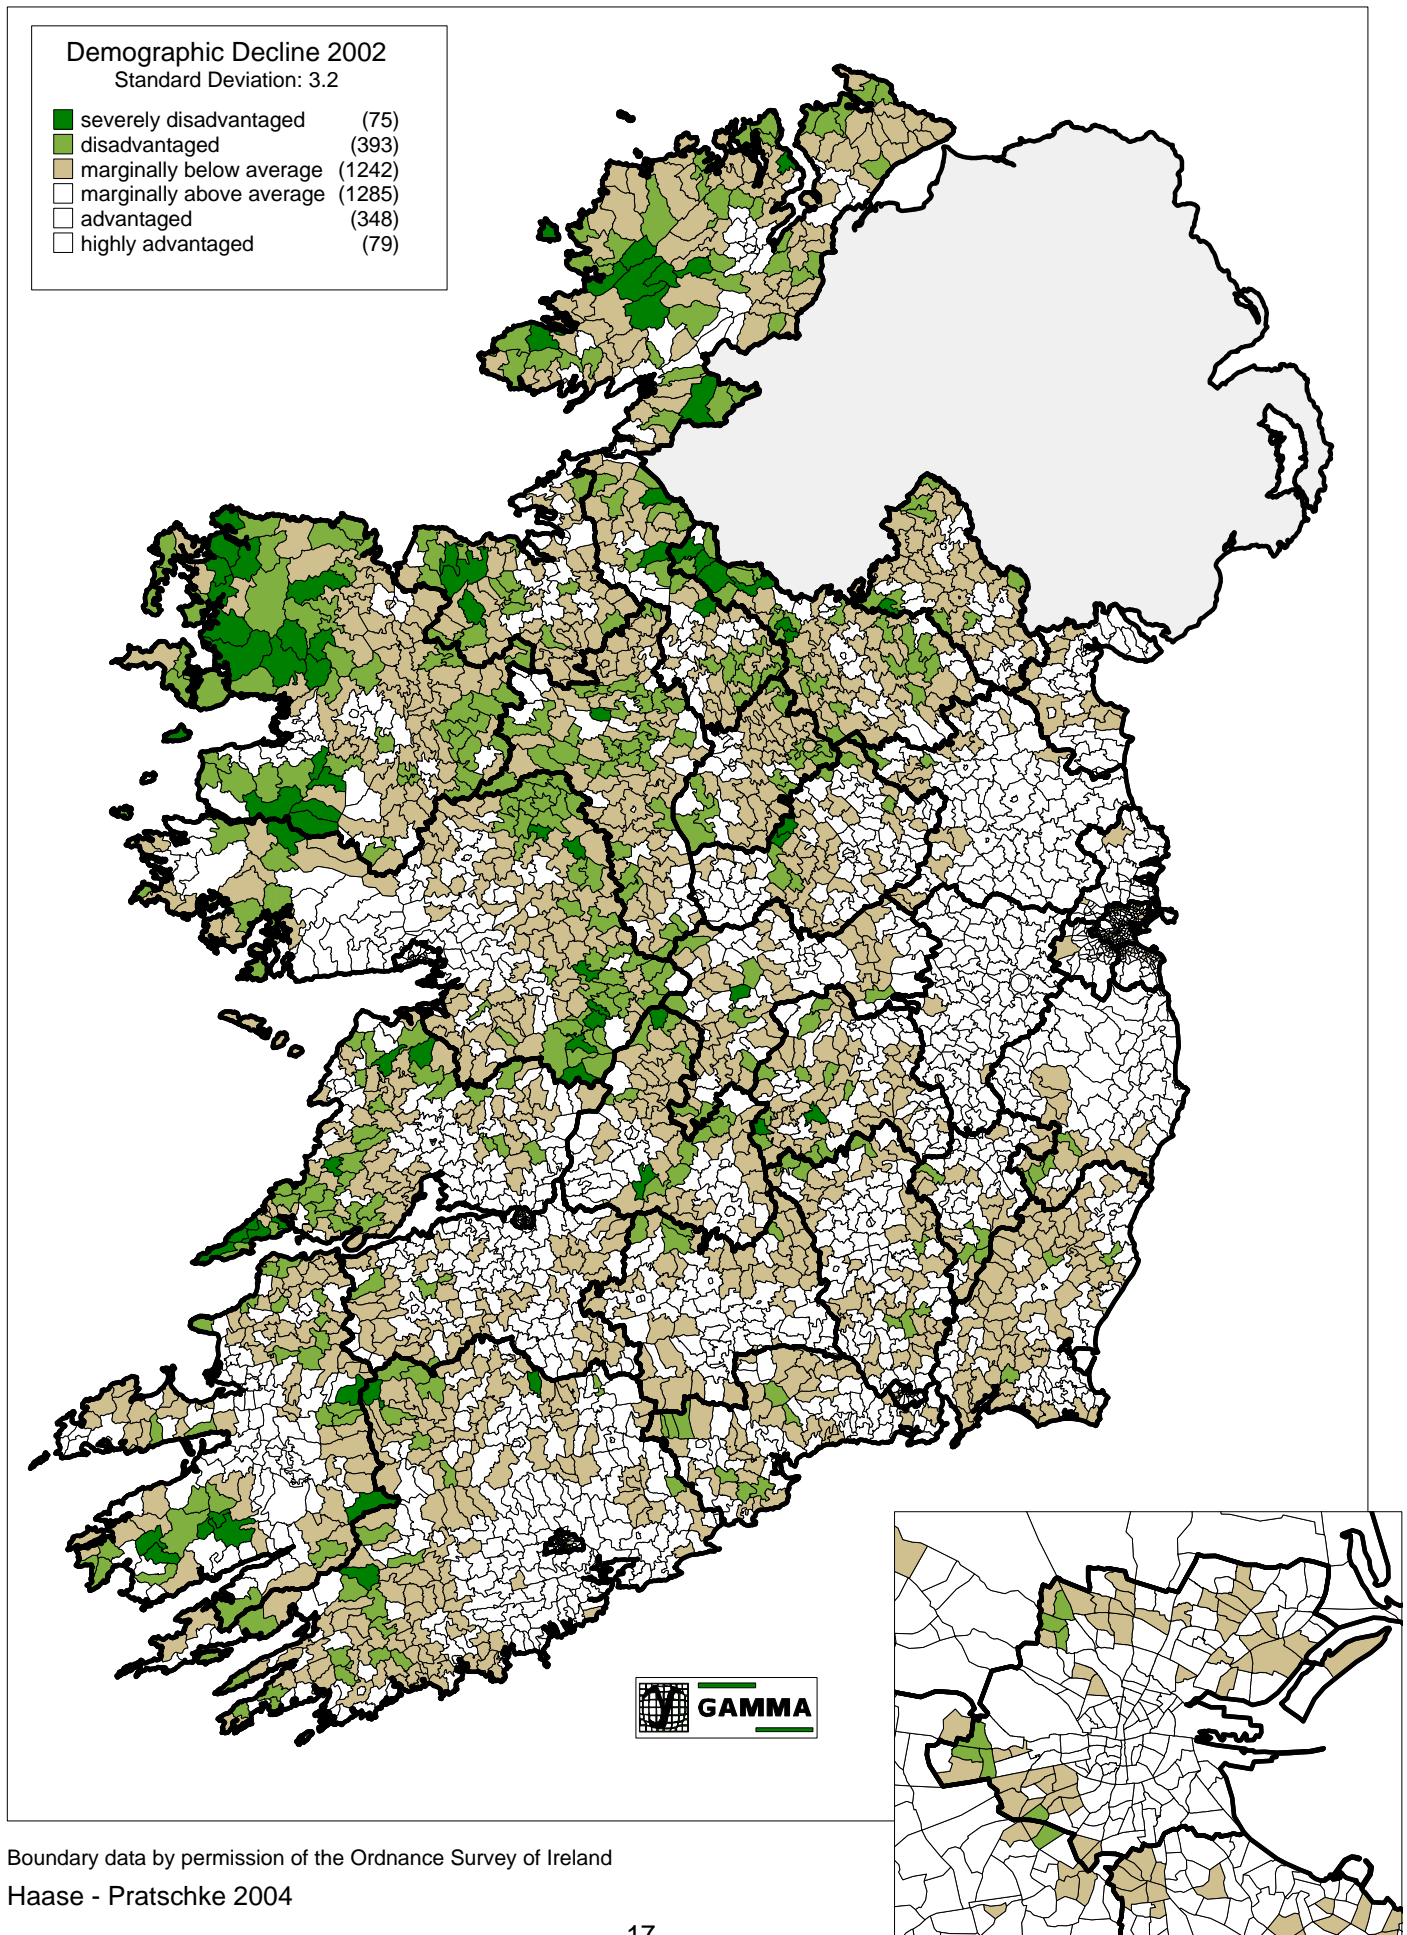 Demographic Decline 2002
Standard Deviation: 3.2
severely disadvantaged (75)
disadvantaged (393)
marginally below average (1242)
marginally above average (1285)
advantaged (348)
highly advantaged (79)
GAMMA
Boundary data by permission of the Ordnance Survey of Ireland
Haase - Pratschke 2004
17